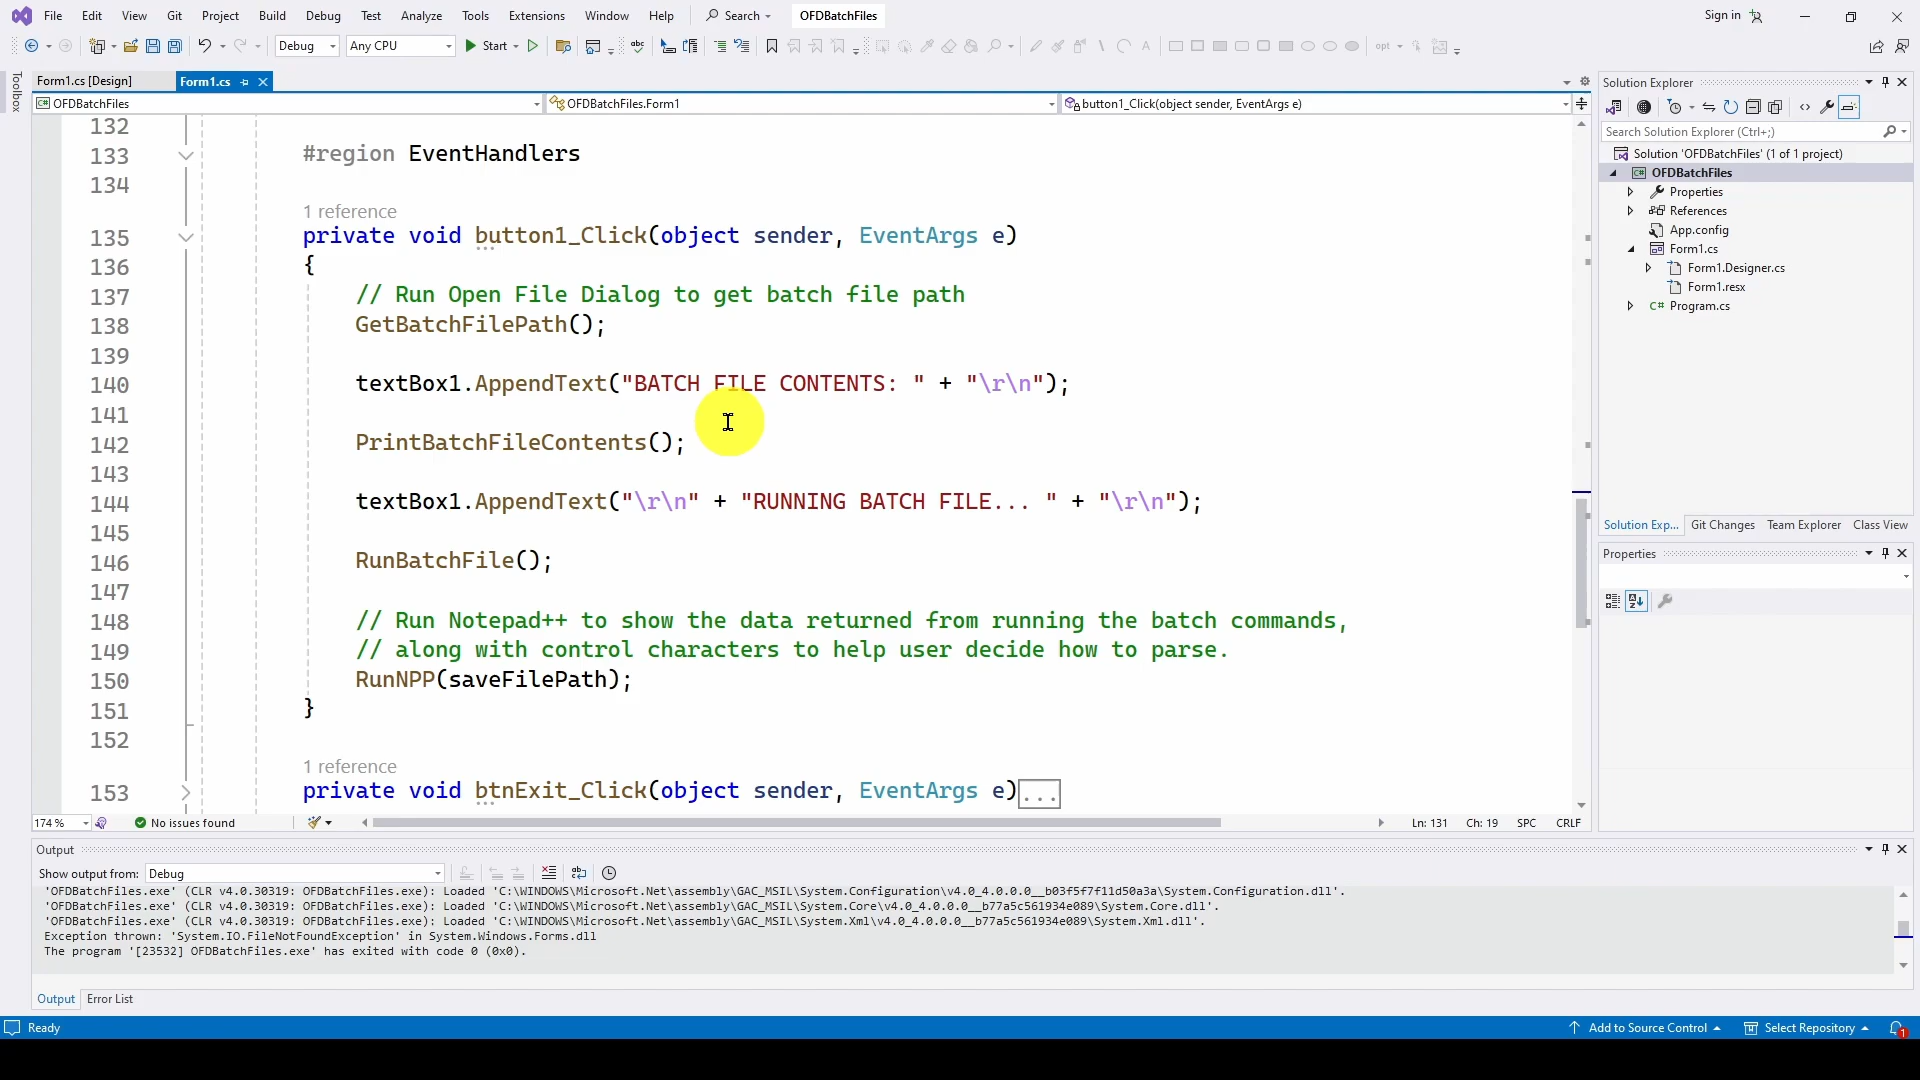 File Edit View Git Project Build Debug Test Analyze Tools Extensions Window Help Search OFDBatchFiles Sign in
Debug Any CPU Start
Toolbox
Form1.cs [Design] Form1.cs
OFDBatchFiles OFDBatchFiles.Form1 button1_Click(object sender, EventArgs e)
132
133 #region EventHandlers
134
1 reference
135 private void button1_Click(object sender, EventArgs e)
136 {
137 // Run Open File Dialog to get batch file path
138 GetBatchFilePath();
139
140 textBox1.AppendText("BATCH FILE CONTENTS: " + "\r\n");
141
142 PrintBatchFileContents();
143
144 textBox1.AppendText("\r\n" + "RUNNING BATCH FILE... " + "\r\n");
145
146 RunBatchFile();
147
148 // Run Notepad++ to show the data returned from running the batch commands,
149 // along with control characters to help user decide how to parse.
150 RunNPP(saveFilePath);
151 }
152
1 reference
153 private void btnExit_Click(object sender, EventArgs e)...
174 % No issues found Ln: 131 Ch: 19 SPC CRLF
Solution Explorer
Search Solution Explorer (Ctrl+;)
Solution 'OFDBatchFiles' (1 of 1 project)
C# OFDBatchFiles
Properties
References
App.config
Form1.cs
Form1.Designer.cs
Form1.resx
C# Program.cs
Solution Exp... Git Changes Team Explorer Class View
Properties
Output
Show output from: Debug
'OFDBatchFiles.exe' (CLR v4.0.30319: OFDBatchFiles.exe): Loaded 'C:\WINDOWS\Microsoft.Net\assembly\GAC_MSIL\System.Configuration\v4.0_4.0.0.0__b03f5f7f11d50a3a\System.Configuration.dll'.
'OFDBatchFiles.exe' (CLR v4.0.30319: OFDBatchFiles.exe): Loaded 'C:\WINDOWS\Microsoft.Net\assembly\GAC_MSIL\System.Core\v4.0_4.0.0.0__b77a5c561934e089\System.Core.dll'.
'OFDBatchFiles.exe' (CLR v4.0.30319: OFDBatchFiles.exe): Loaded 'C:\WINDOWS\Microsoft.Net\assembly\GAC_MSIL\System.Xml\v4.0_4.0.0.0__b77a5c561934e089\System.Xml.dll'.
Exception thrown: 'System.IO.FileNotFoundException' in System.Windows.Forms.dll
The program '[23532] OFDBatchFiles.exe' has exited with code 0 (0x0).
Output Error List
Ready Add to Source Control Select Repository 1